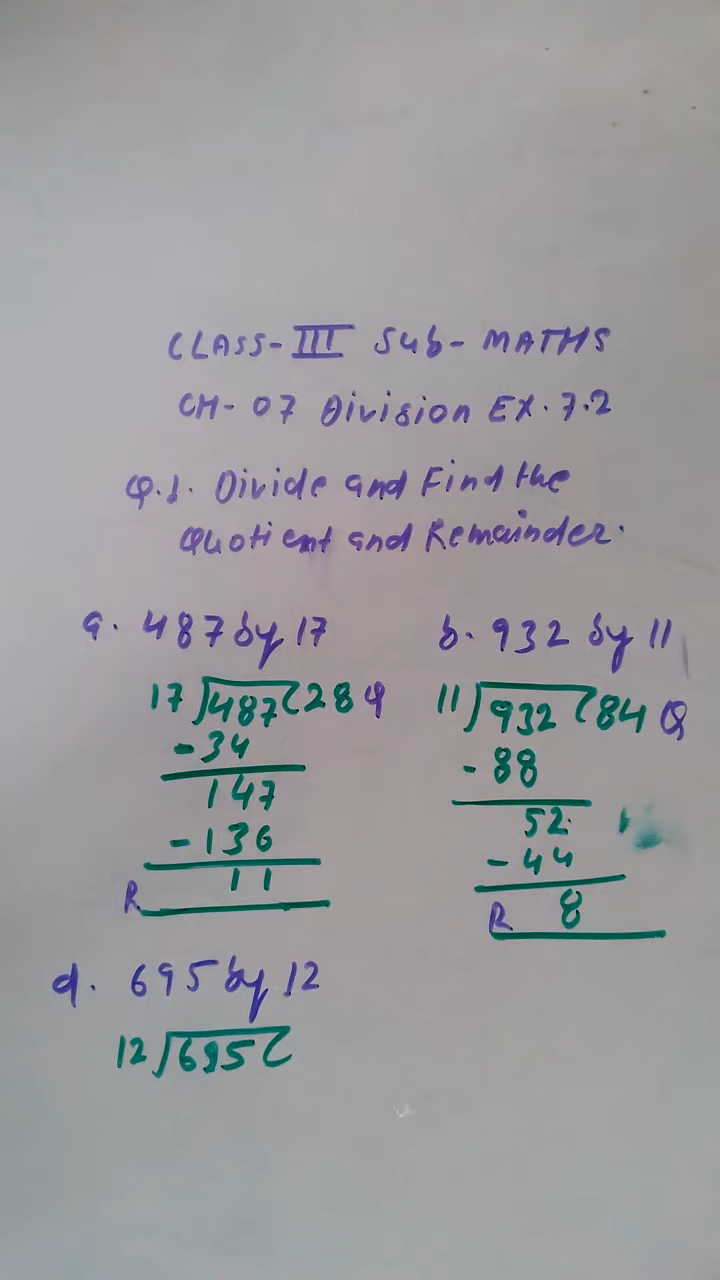 CLASS-III Sub- MATHS
CH- 07 Division EX. 7.2
Q.1. Divide and Find the
Quotient and Remainder.
a. 487 by 17
17)487(28 Q
-34
147
-136
R 11
b. 932 by 11
11)932(84 Q
-88
52
-44
R 8
d. 695 by 12
12)695(